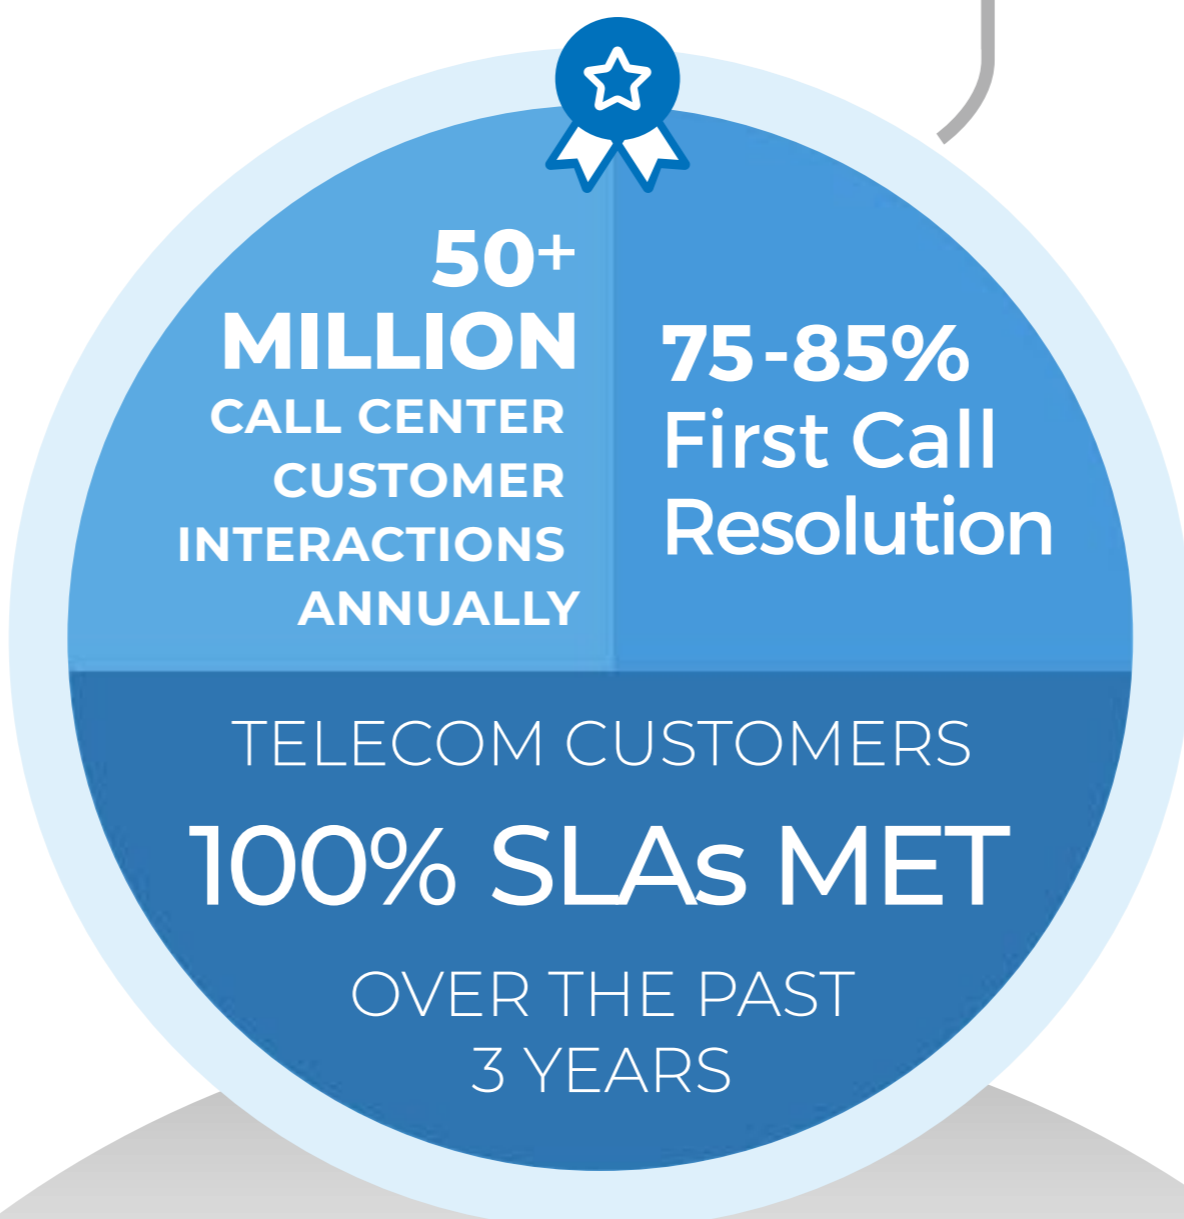 50+
MILLION
CALL CENTER
CUSTOMER
INTERACTIONS
ANNUALLY
75-85%
First Call
Resolution
TELECOM CUSTOMERS
100% SLAs MET
OVER THE PAST
3 YEARS